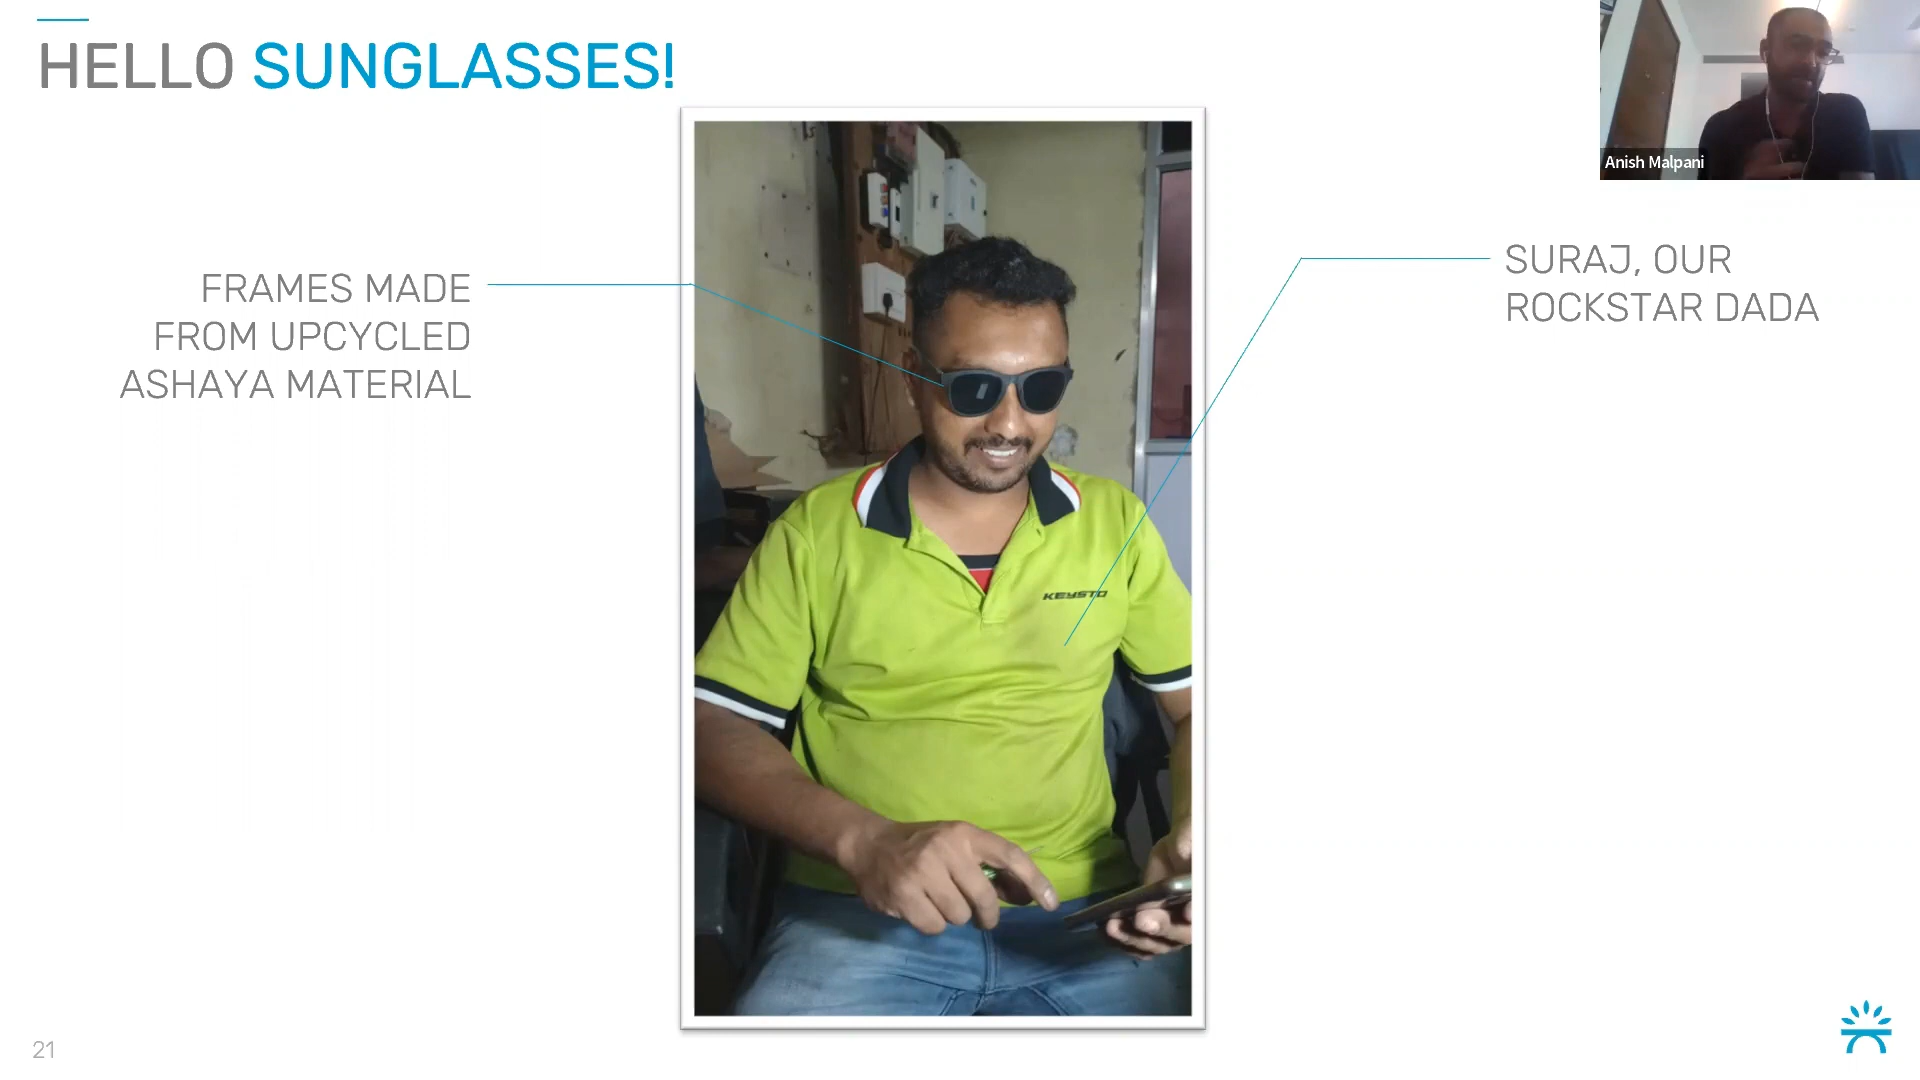 HELLO SUNGLASSES!
Anish Malpani
FRAMES MADE
FROM UPCYCLED
ASHAYA MATERIAL
SURAJ, OUR
ROCKSTAR DADA
KEYSTO
21